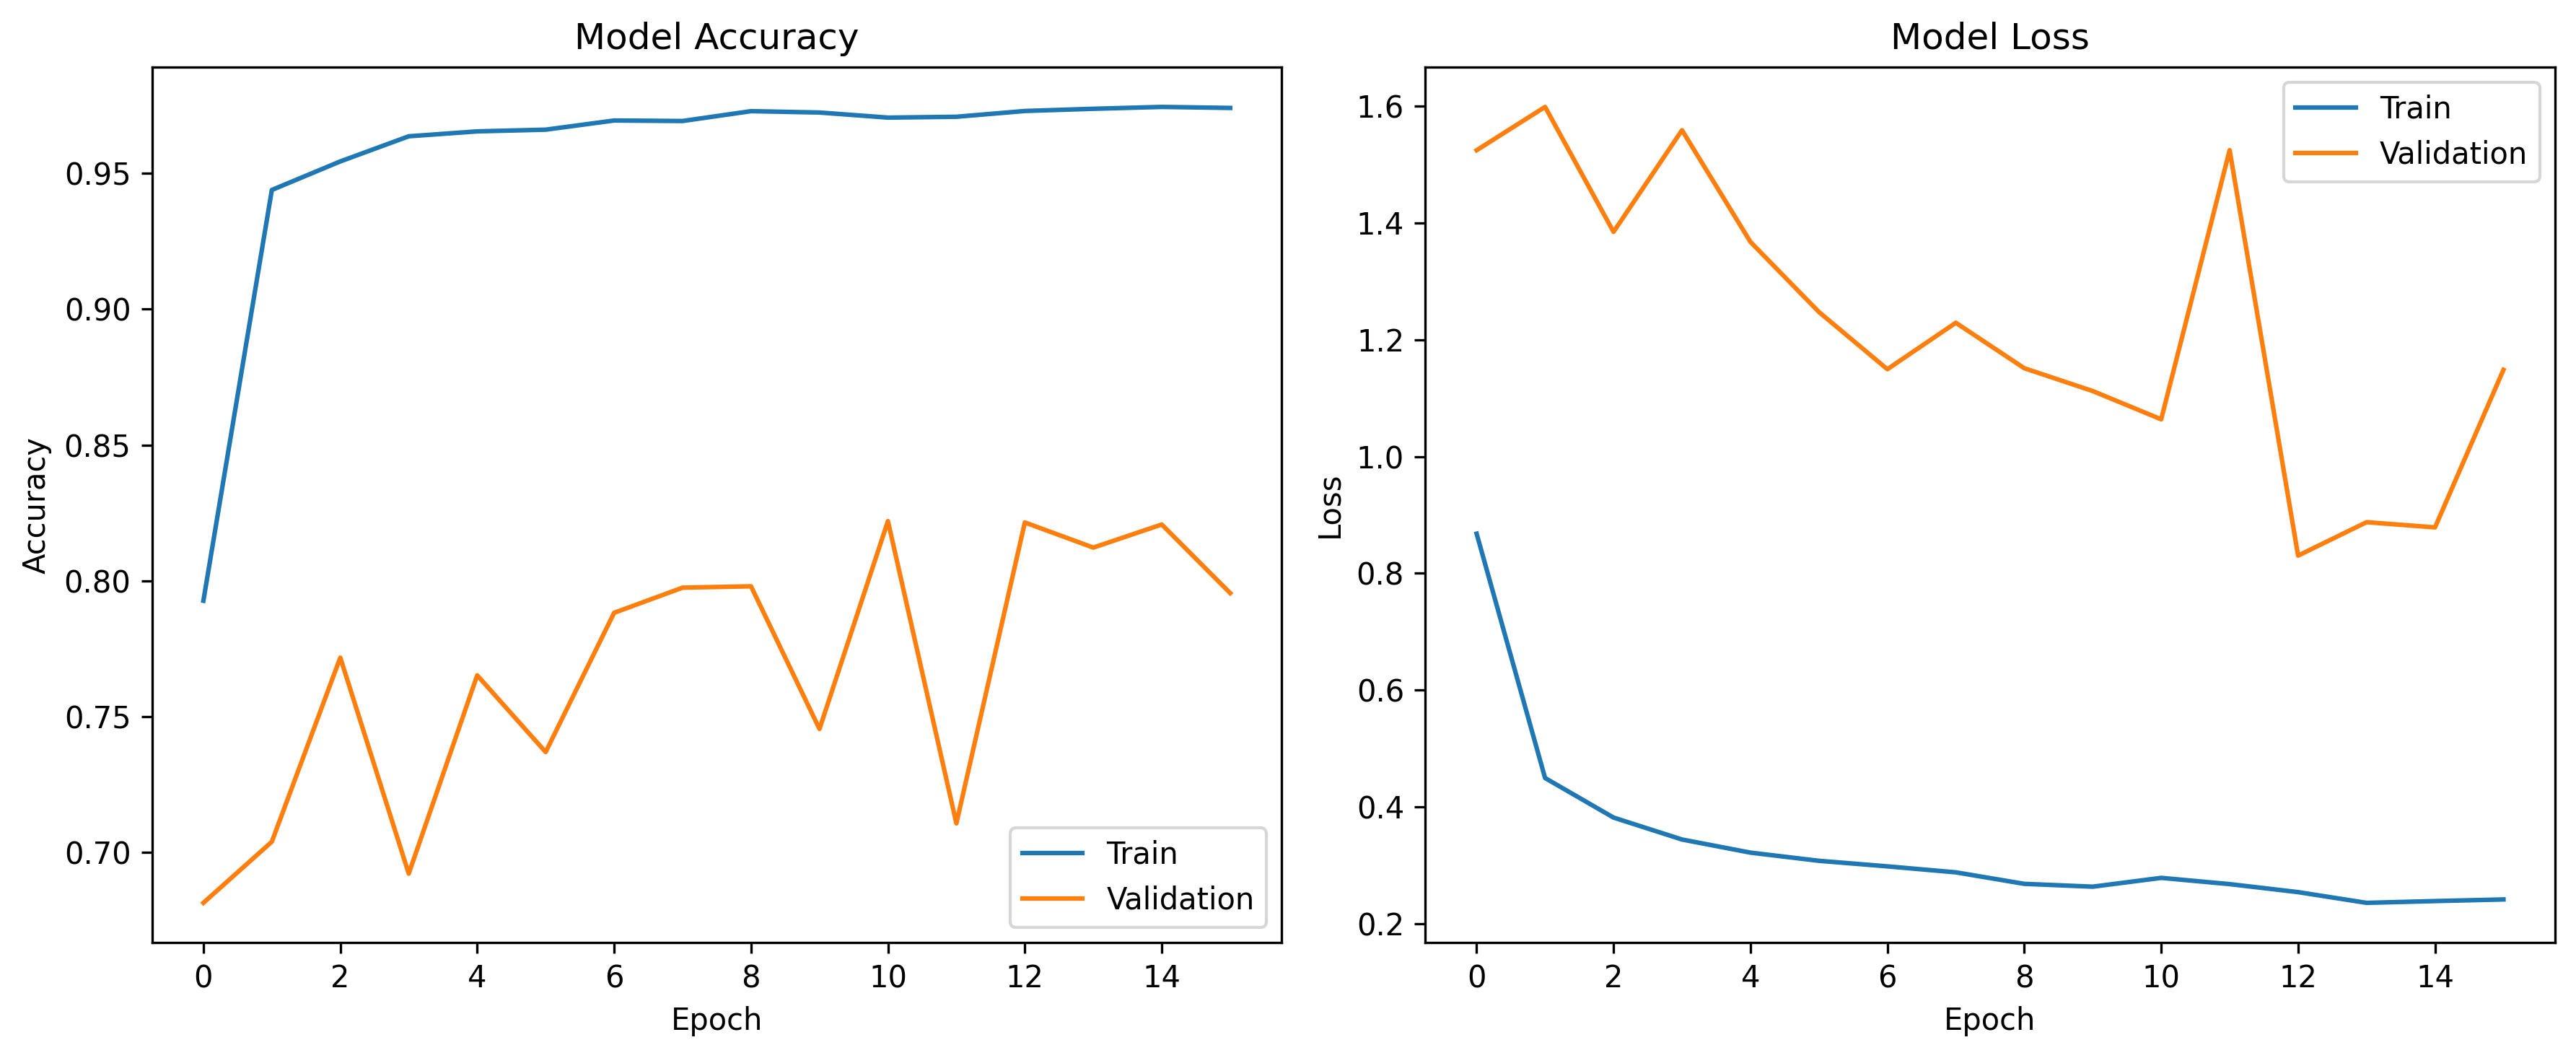 Model Accuracy
Accuracy
0.95
0.90
0.85
0.80
0.75
0.70
Train
Validation
0 2 4 6 8 10 12 14
Epoch
Model Loss
Loss
1.6
1.4
1.2
1.0
0.8
0.6
0.4
0.2
Train
Validation
0 2 4 6 8 10 12 14
Epoch